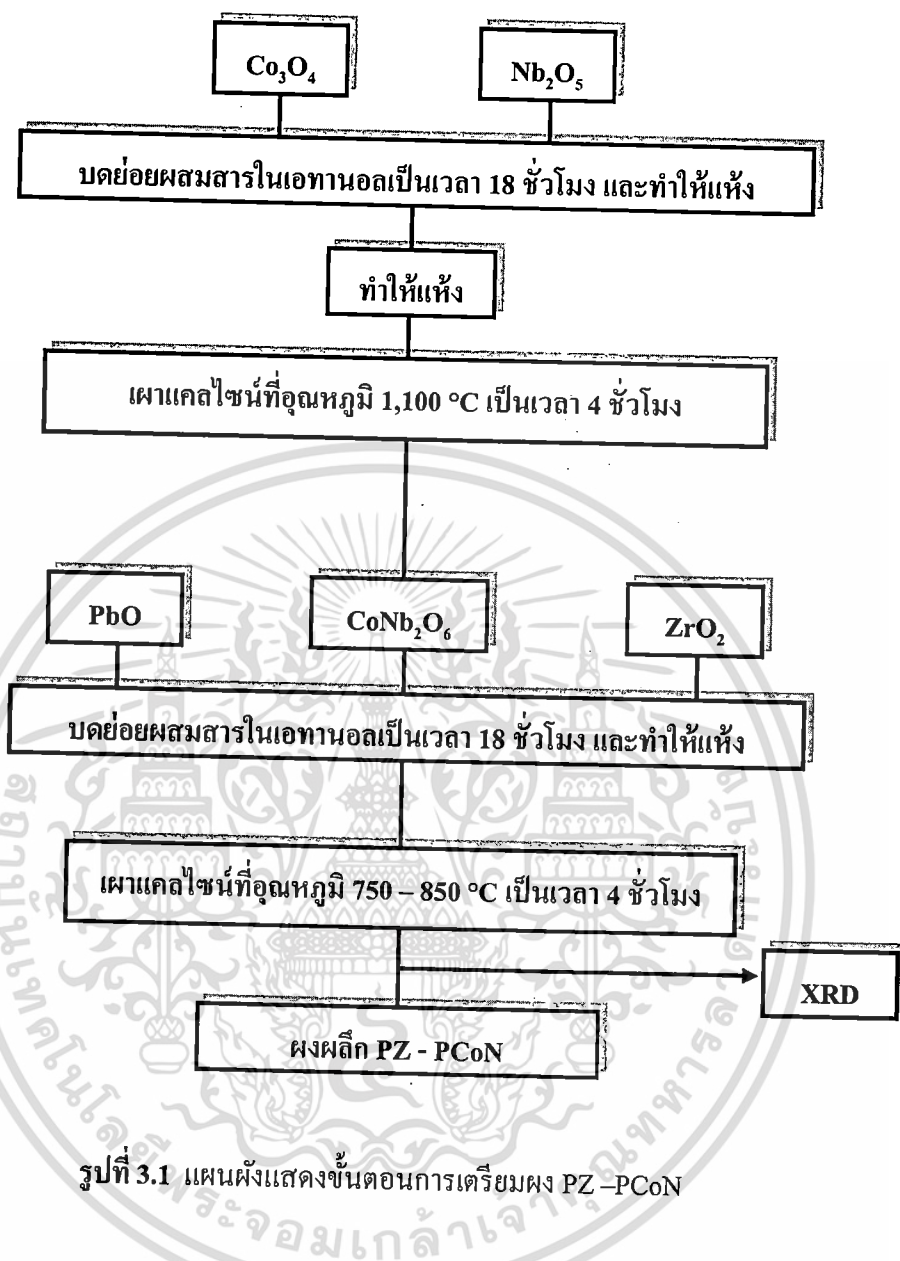 Co₃O₄
Nb₂O₅
บดย่อยผสมสารในเอทานอลเป็นเวลา 18 ชั่วโมง และทำให้แห้ง
ทำให้แห้ง
เผาแคลไซน์ที่อุณหภูมิ 1,100 °C เป็นเวลา 4 ชั่วโมง
PbO
CoNb₂O₆
ZrO₂
บดย่อยผสมสารในเอทานอลเป็นเวลา 18 ชั่วโมง และทำให้แห้ง
เผาแคลไซน์ที่อุณหภูมิ 750 – 850 °C เป็นเวลา 4 ชั่วโมง
XRD
ผงผลึก PZ - PCoN
รูปที่ 3.1 แผนผังแสดงขั้นตอนการเตรียมผง PZ –PCoN